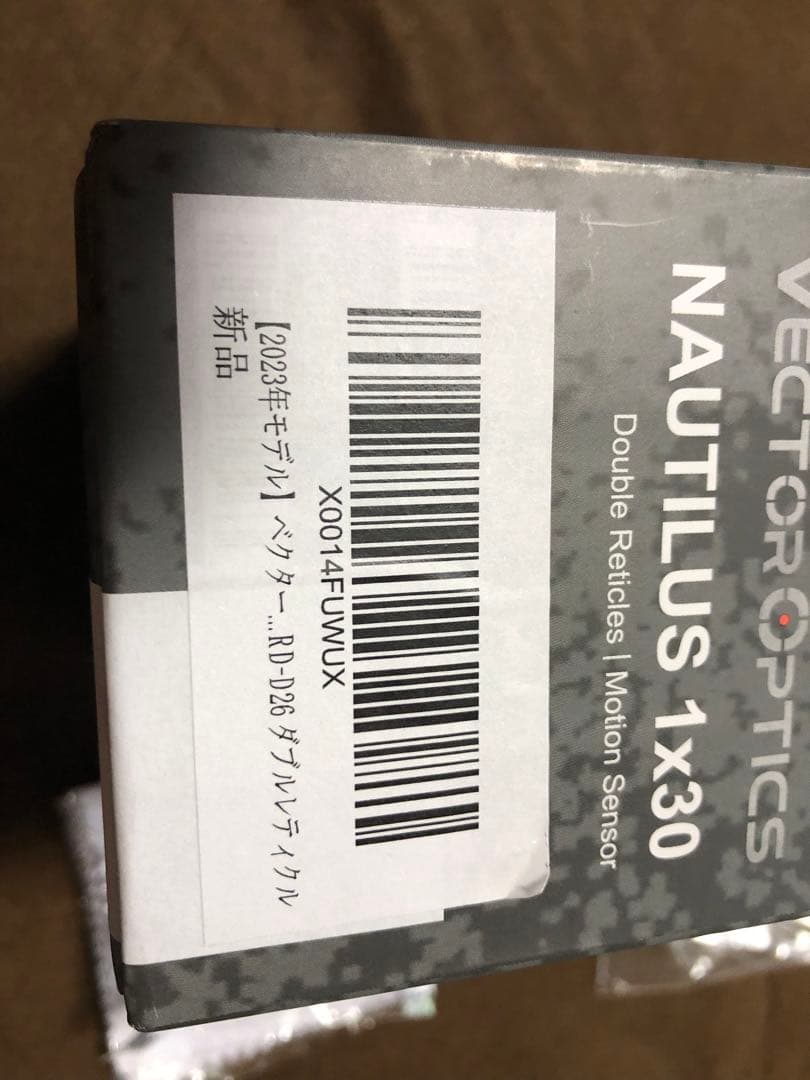 VECTOR OPTICS
NAUTILUS 1x30
Double Reticles | Motion Sensor
X0014FUWUX
【2023年モデル】ベクター...RD-D26 ダブルレティクル
新品